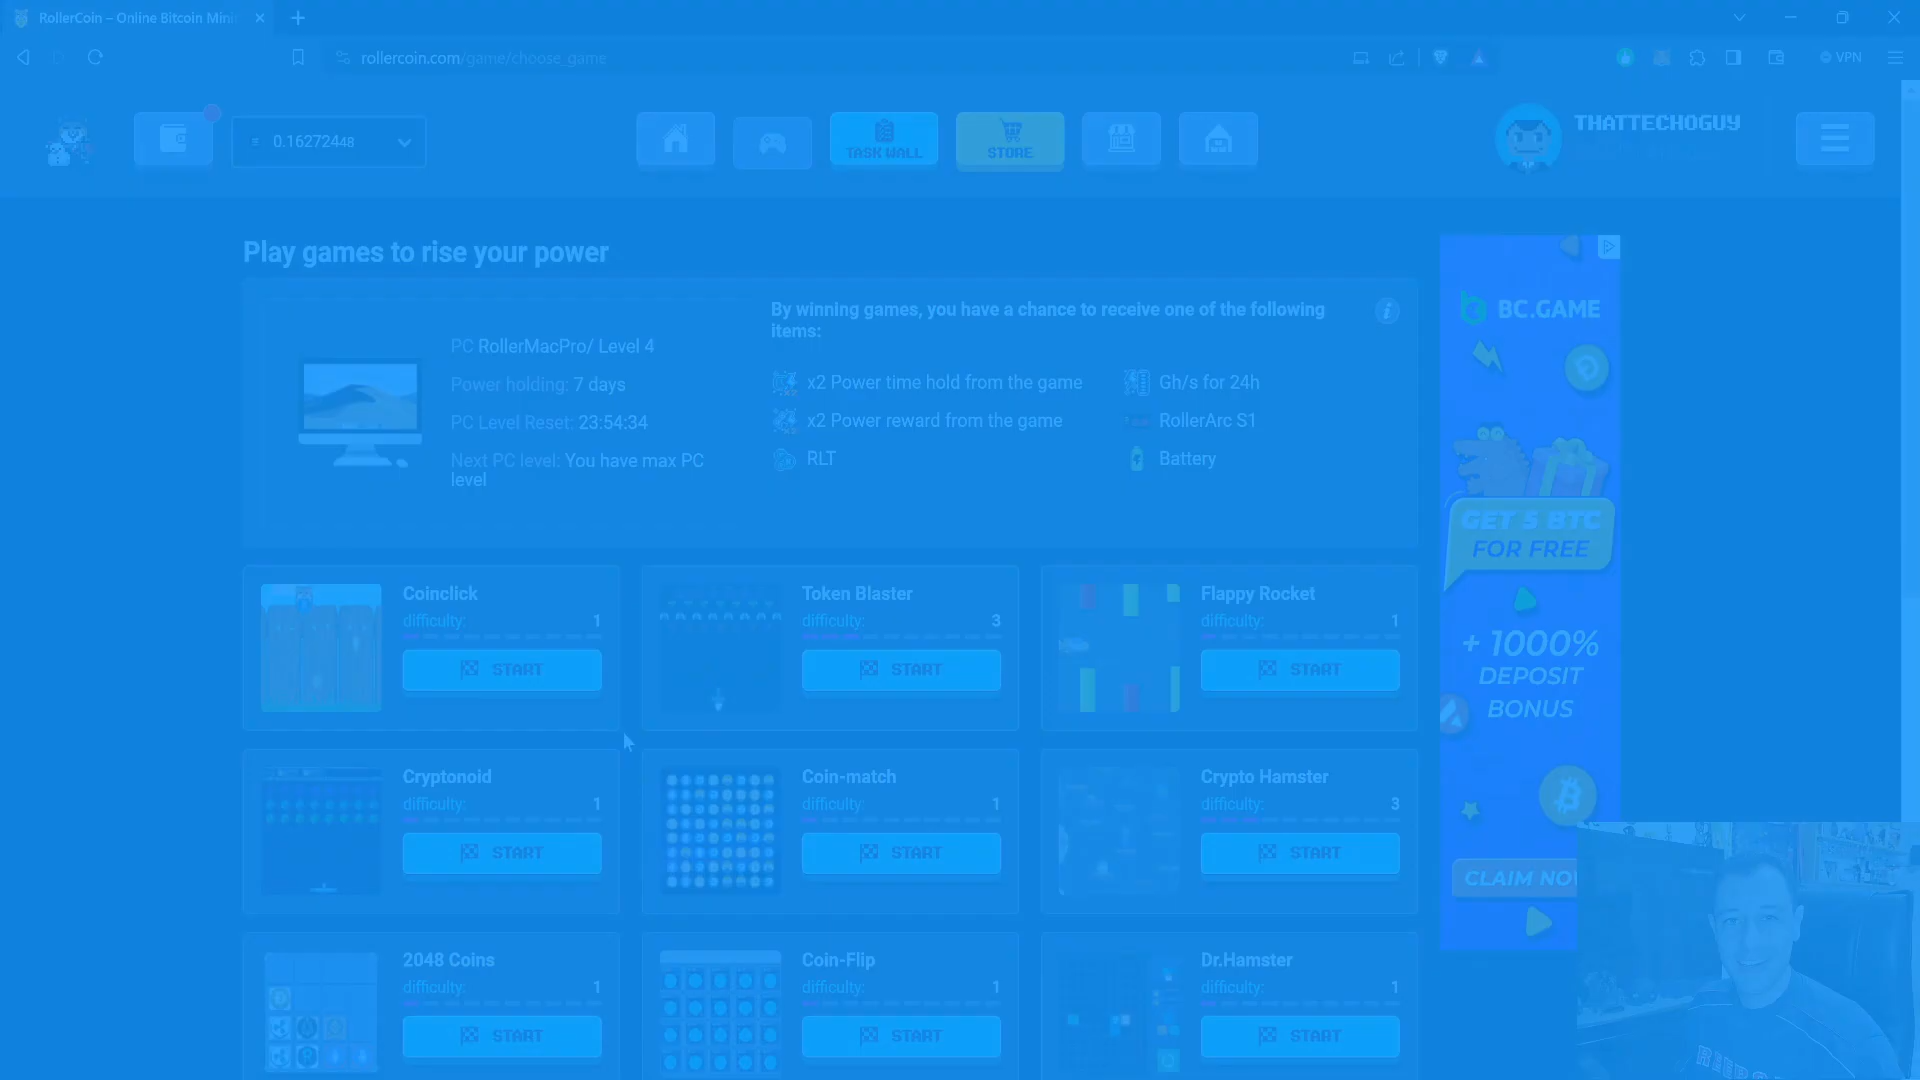 RollerCoin – Online Bitcoin Mini
rollercoin.com/game/choose_game
VPN
0.16272448
TASK WALL
STORE
THATTECHOGUY
Play games to rise your power
PC RollerMacPro/ Level 4
Power holding: 7 days
PC Level Reset: 23:54:34
Next PC level: You have max PC
level
By winning games, you have a chance to receive one of the following
items:
x2 Power time hold from the game
Gh/s for 24h
x2 Power reward from the game
RollerArc S1
RLT
Battery
BC.GAME
GET 5 BTC
FOR FREE
+ 1000%
DEPOSIT
BONUS
CLAIM NO
Coinclick
difficulty: 1
START
Token Blaster
difficulty: 3
START
Flappy Rocket
difficulty: 1
START
Cryptonoid
difficulty: 1
START
Coin-match
difficulty: 1
START
Crypto Hamster
difficulty: 3
START
2048 Coins
difficulty: 1
START
Coin-Flip
difficulty: 1
START
Dr.Hamster
difficulty: 1
START